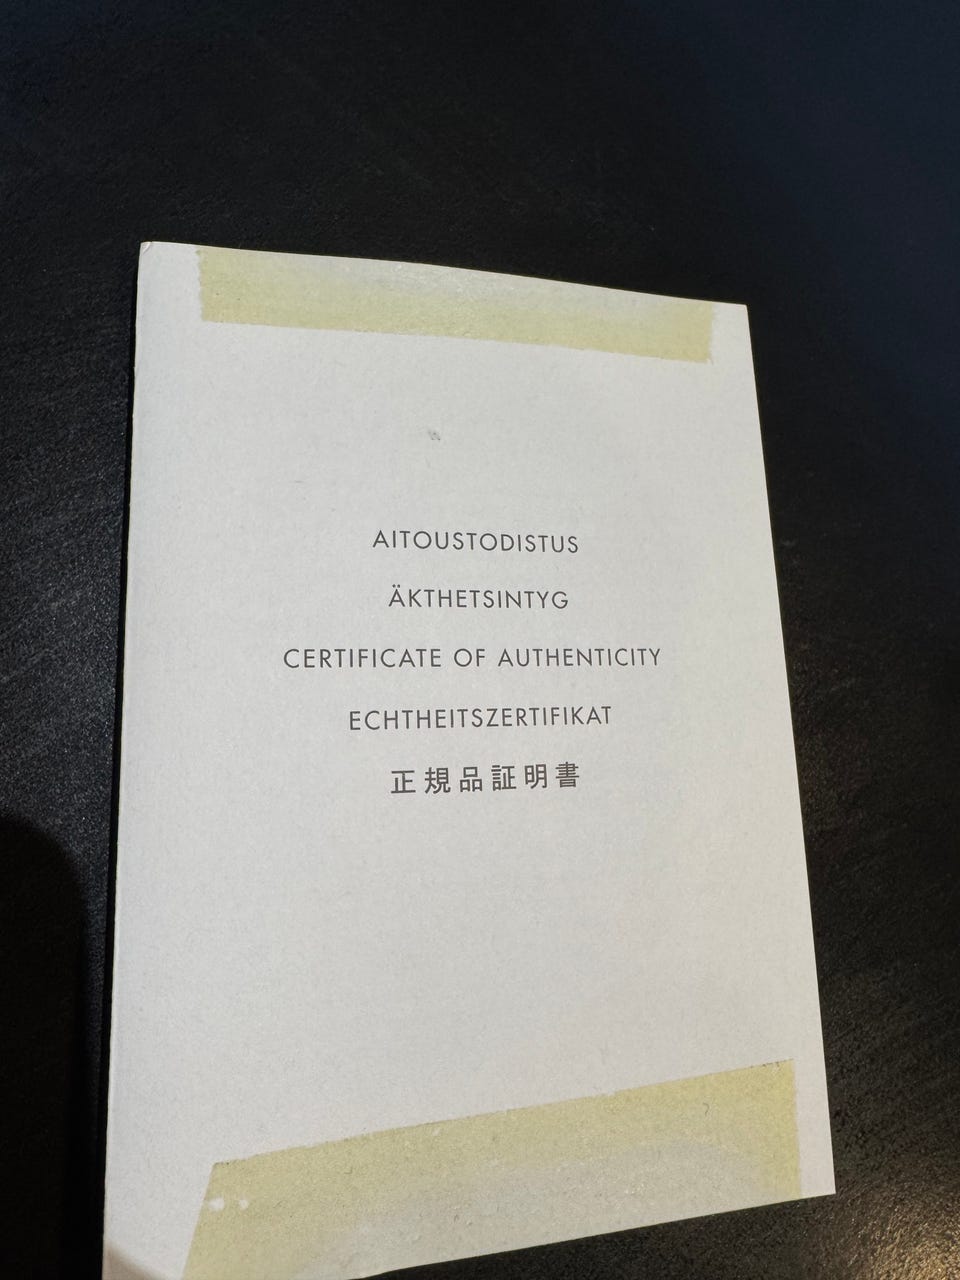 AITOUSTODISTUS
ÄKTHETSINTYG
CERTIFICATE OF AUTHENTICITY
ECHTHEITSZERTIFIKAT
正規品証明書